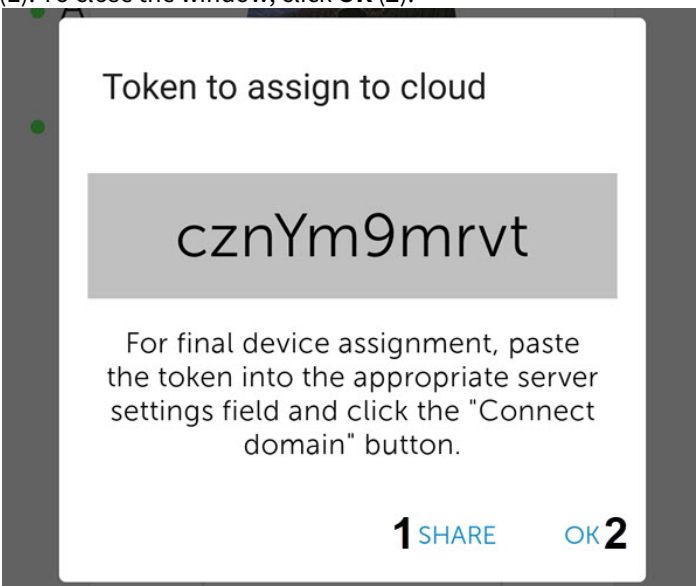 (1). To close the window, click OK (2).
Token to assign to cloud
cznYm9mrvt
For final device assignment, paste
the token into the appropriate server
settings field and click the "Connect
domain" button.
1 SHARE OK 2